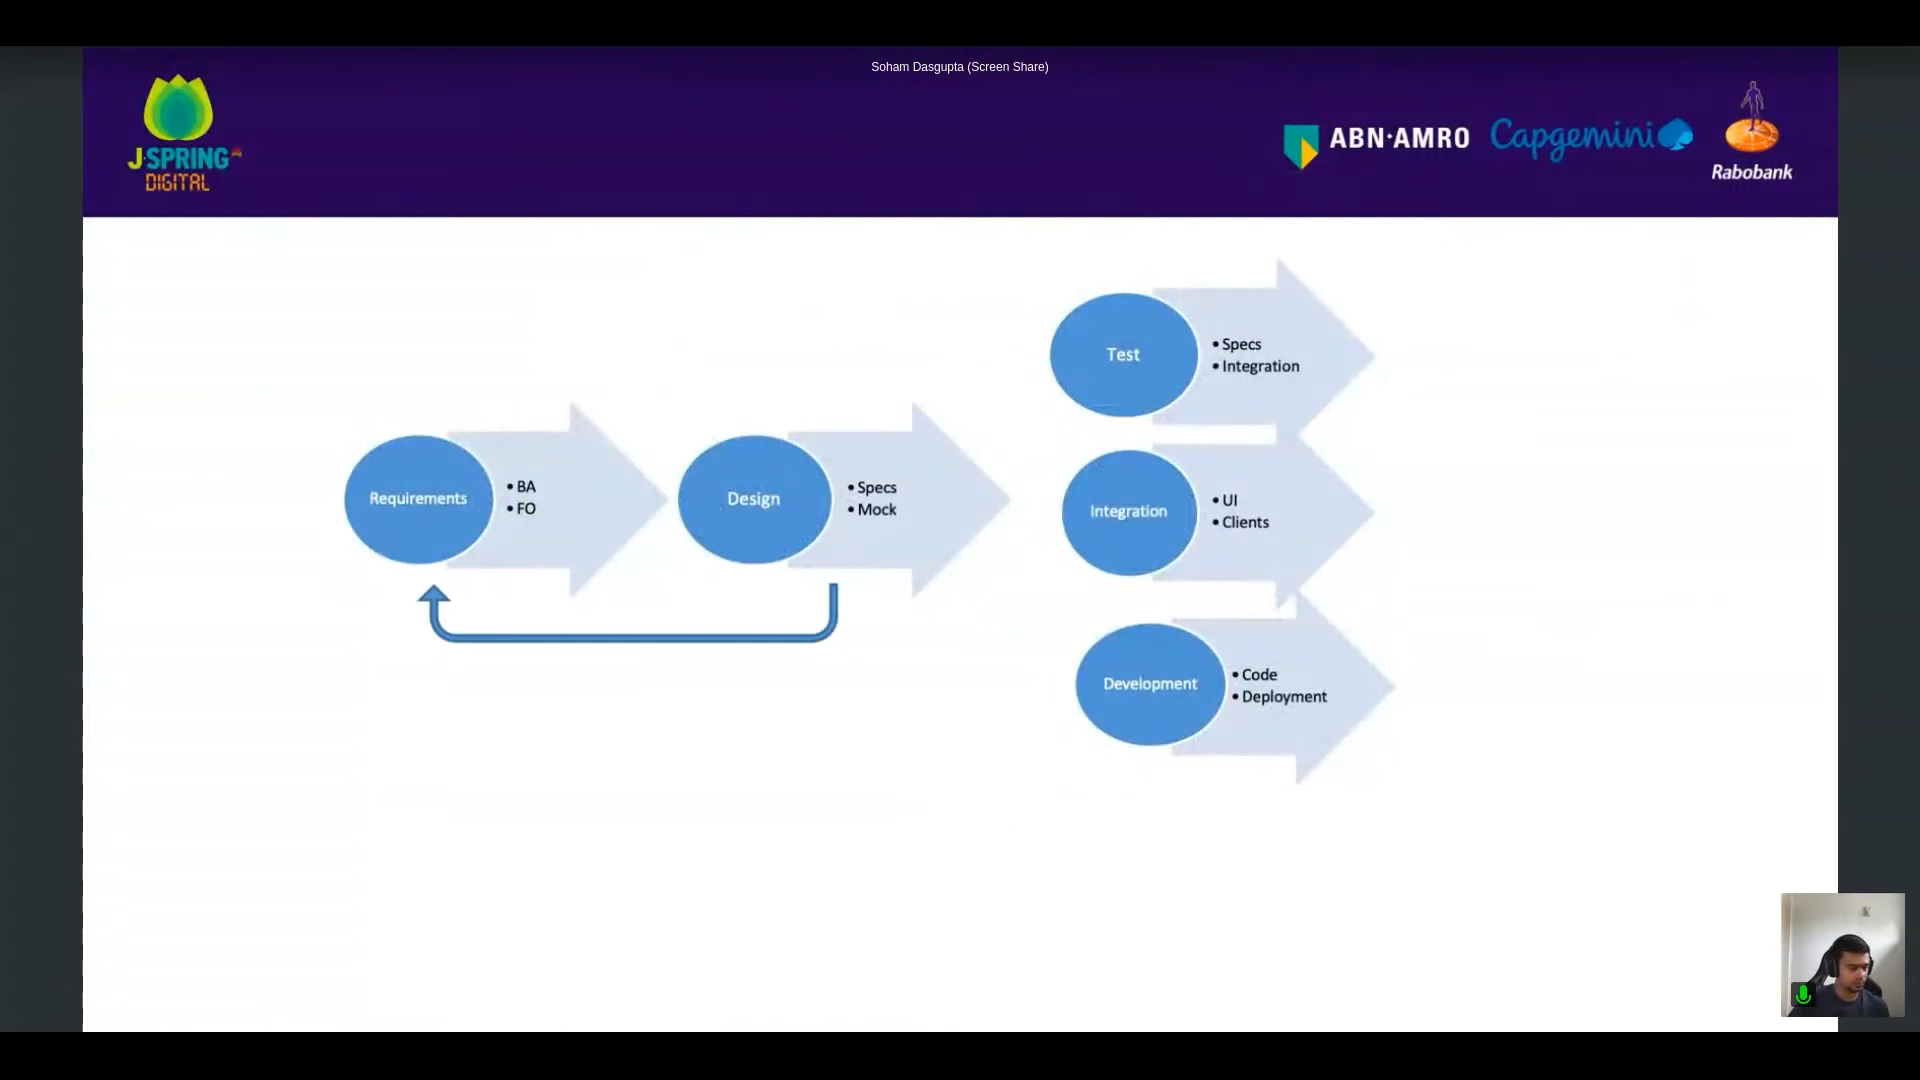 Soham Dasgupta (Screen Share)
J-SPRING
DIGITAL
ABN·AMRO
Capgemini
Rabobank
Requirements
• BA
• FO
Design
• Specs
• Mock
Test
• Specs
• Integration
Integration
• UI
• Clients
Development
• Code
• Deployment